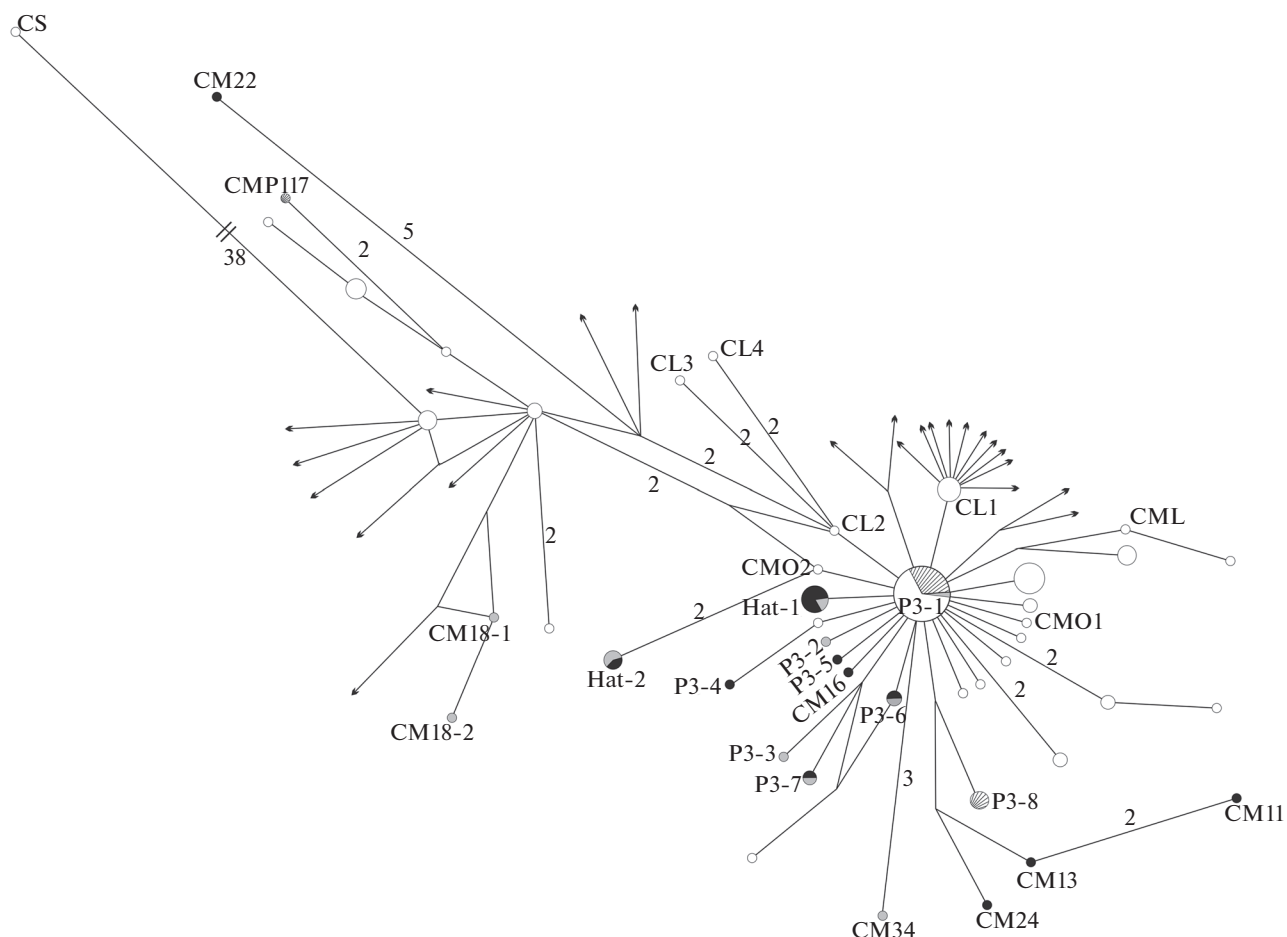 CS
CM22
CMP117
5
2
38
CL4
CL3
2
2
2
2
CL1
CML
CL2
2
CMO2
P3-1
Hat-1
CMO1
2
CM18-1
P3-2
2
P3-5
Hat-2
P3-4
CM16
2
P3-6
CM18-2
P3-3
3
P3-7
P3-8
2
CM11
CM13
CM24
CM34